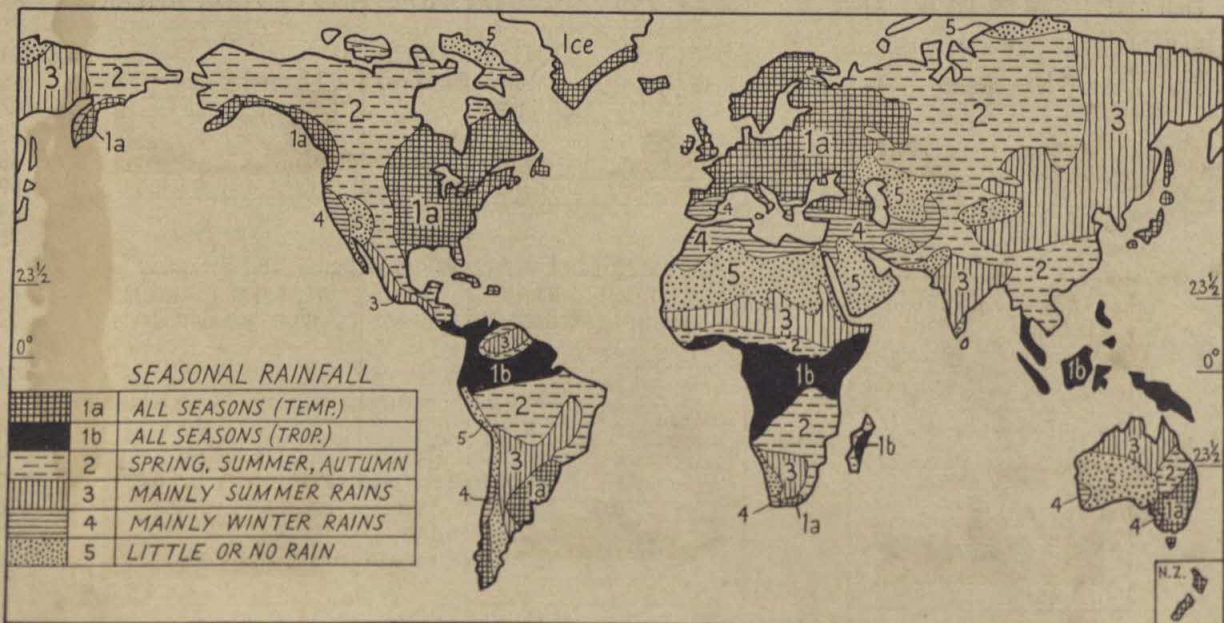 5
Ice
5
3
2
2
2
3
1a
1a
1a
1a
5
4
5
4
4
4
5
5
5
3
2
23½
23½
3
3
2
0°
3
0°
1b
1b
1b
SEASONAL RAINFALL
1a ALL SEASONS (TEMP.)
1b ALL SEASONS (TROP.)
2 SPRING, SUMMER, AUTUMN
3 MAINLY SUMMER RAINS
4 MAINLY WINTER RAINS
5 LITTLE OR NO RAIN
2
5
3
1a
4
2
1b
3
4
1a
23½
3
2
5
4
4
1a
N.Z.